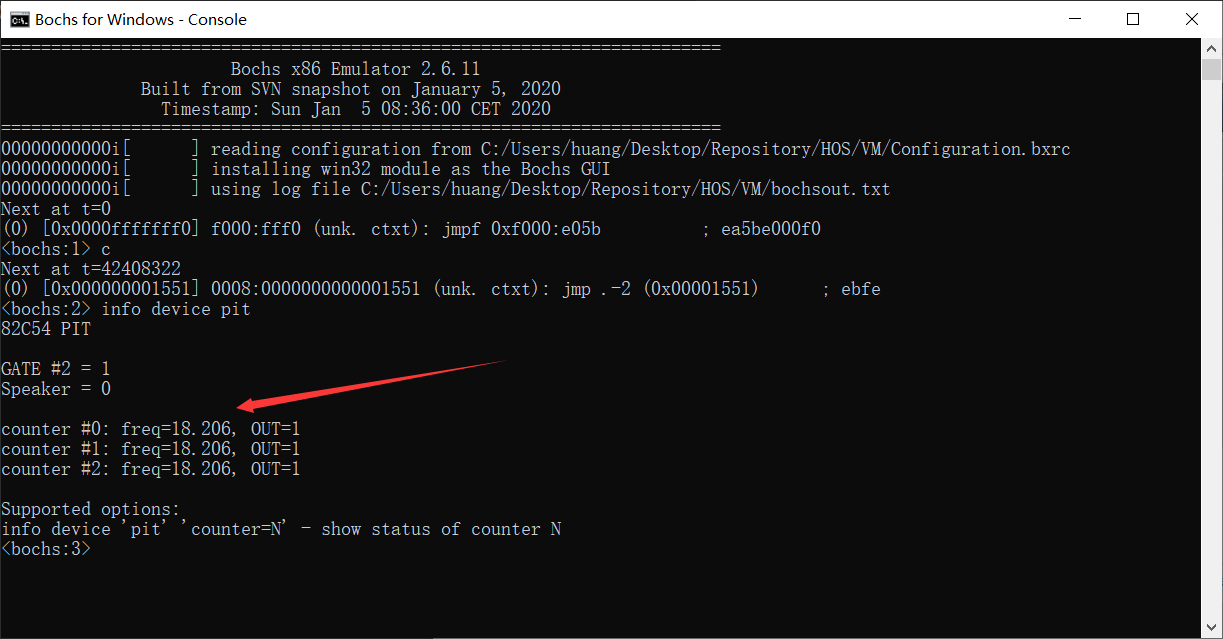 Bochs for Windows - Console
========================================================================
Bochs x86 Emulator 2.6.11
Built from SVN snapshot on January 5, 2020
Timestamp: Sun Jan  5 08:36:00 CET 2020
========================================================================
00000000000i[      ] reading configuration from C:/Users/huang/Desktop/Repository/HOS/VM/Configuration.bxrc
00000000000i[      ] installing win32 module as the Bochs GUI
00000000000i[      ] using log file C:/Users/huang/Desktop/Repository/HOS/VM/bochsout.txt
Next at t=0
(0) [0x0000fffffff0] f000:fff0 (unk. ctxt): jmpf 0xf000:e05b          ; ea5be000f0
<bochs:1> c
Next at t=42408322
(0) [0x000000001551] 0008:0000000000001551 (unk. ctxt): jmp .-2 (0x00001551)      ; ebfe
<bochs:2> info device pit
82C54 PIT
GATE #2 = 1
Speaker = 0
counter #0: freq=18.206, OUT=1
counter #1: freq=18.206, OUT=1
counter #2: freq=18.206, OUT=1
Supported options:
info device 'pit' 'counter=N' - show status of counter N
<bochs:3>